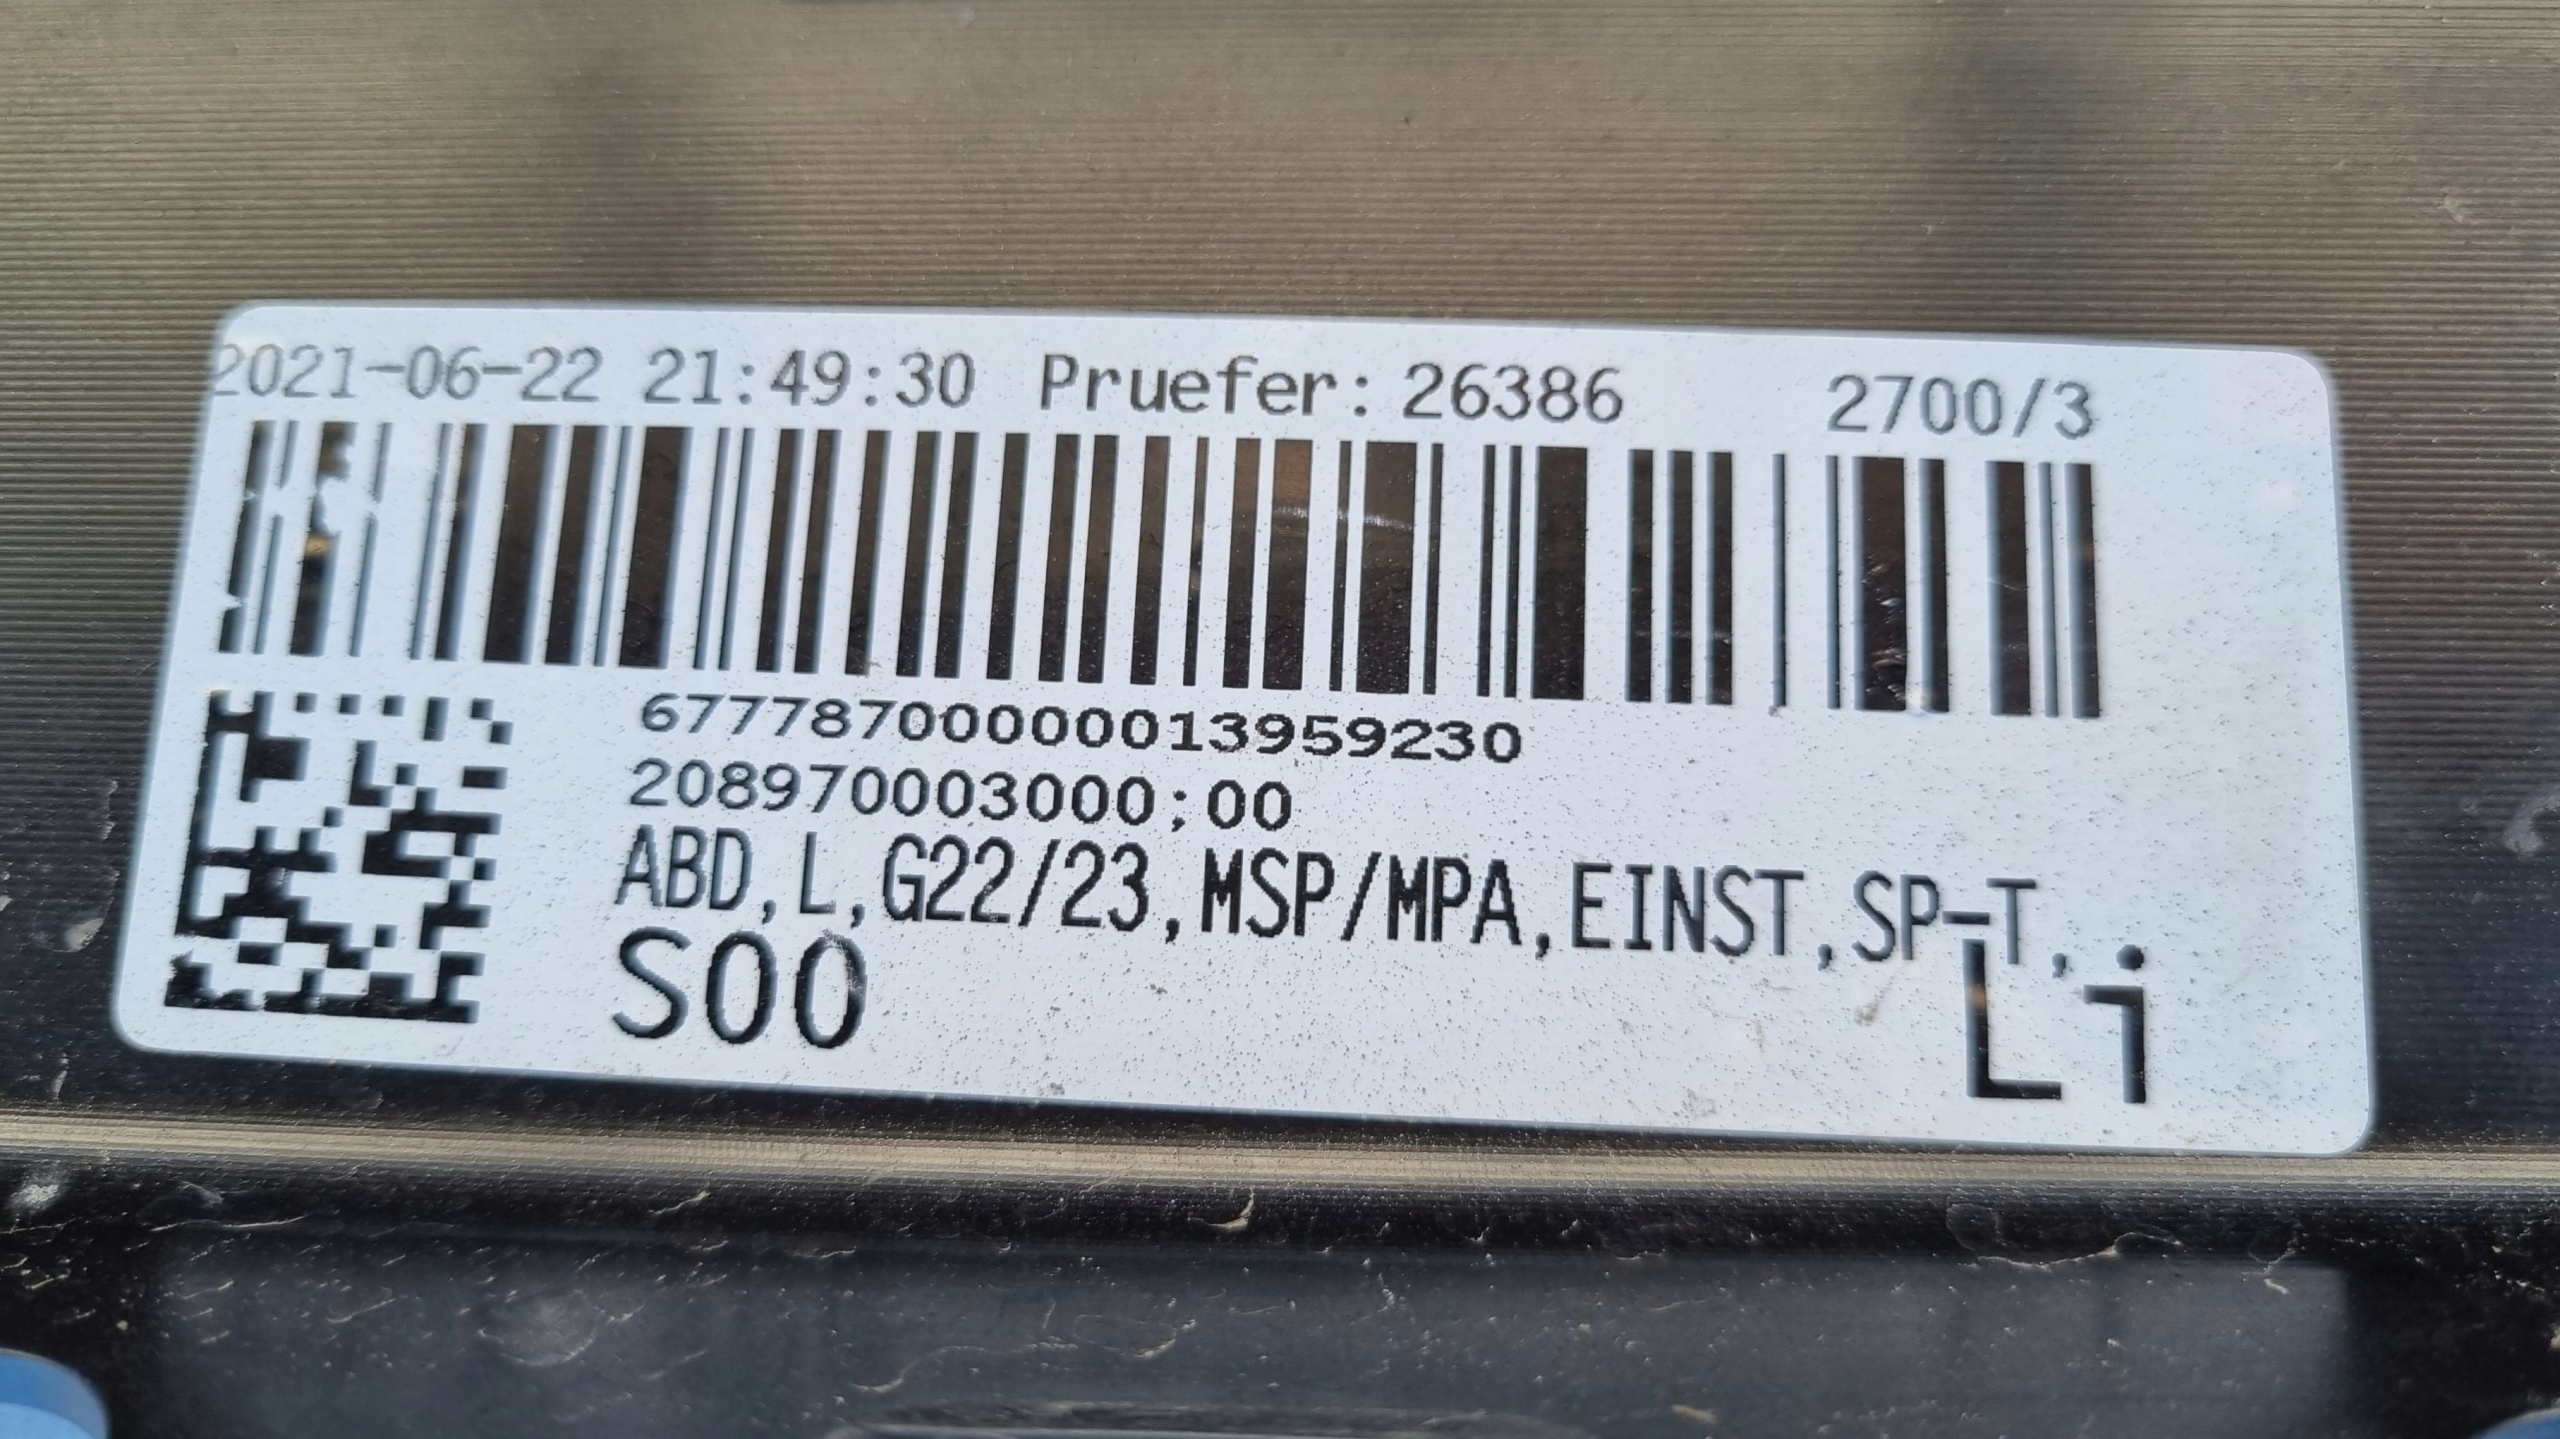 2021-06-22 21:49:30 Pruefer: 26386 2700/3
67778700000013959230
208970003000;00
ABD,L,G22/23,MSP/MPA,EINST,SP-T,
S00 Li